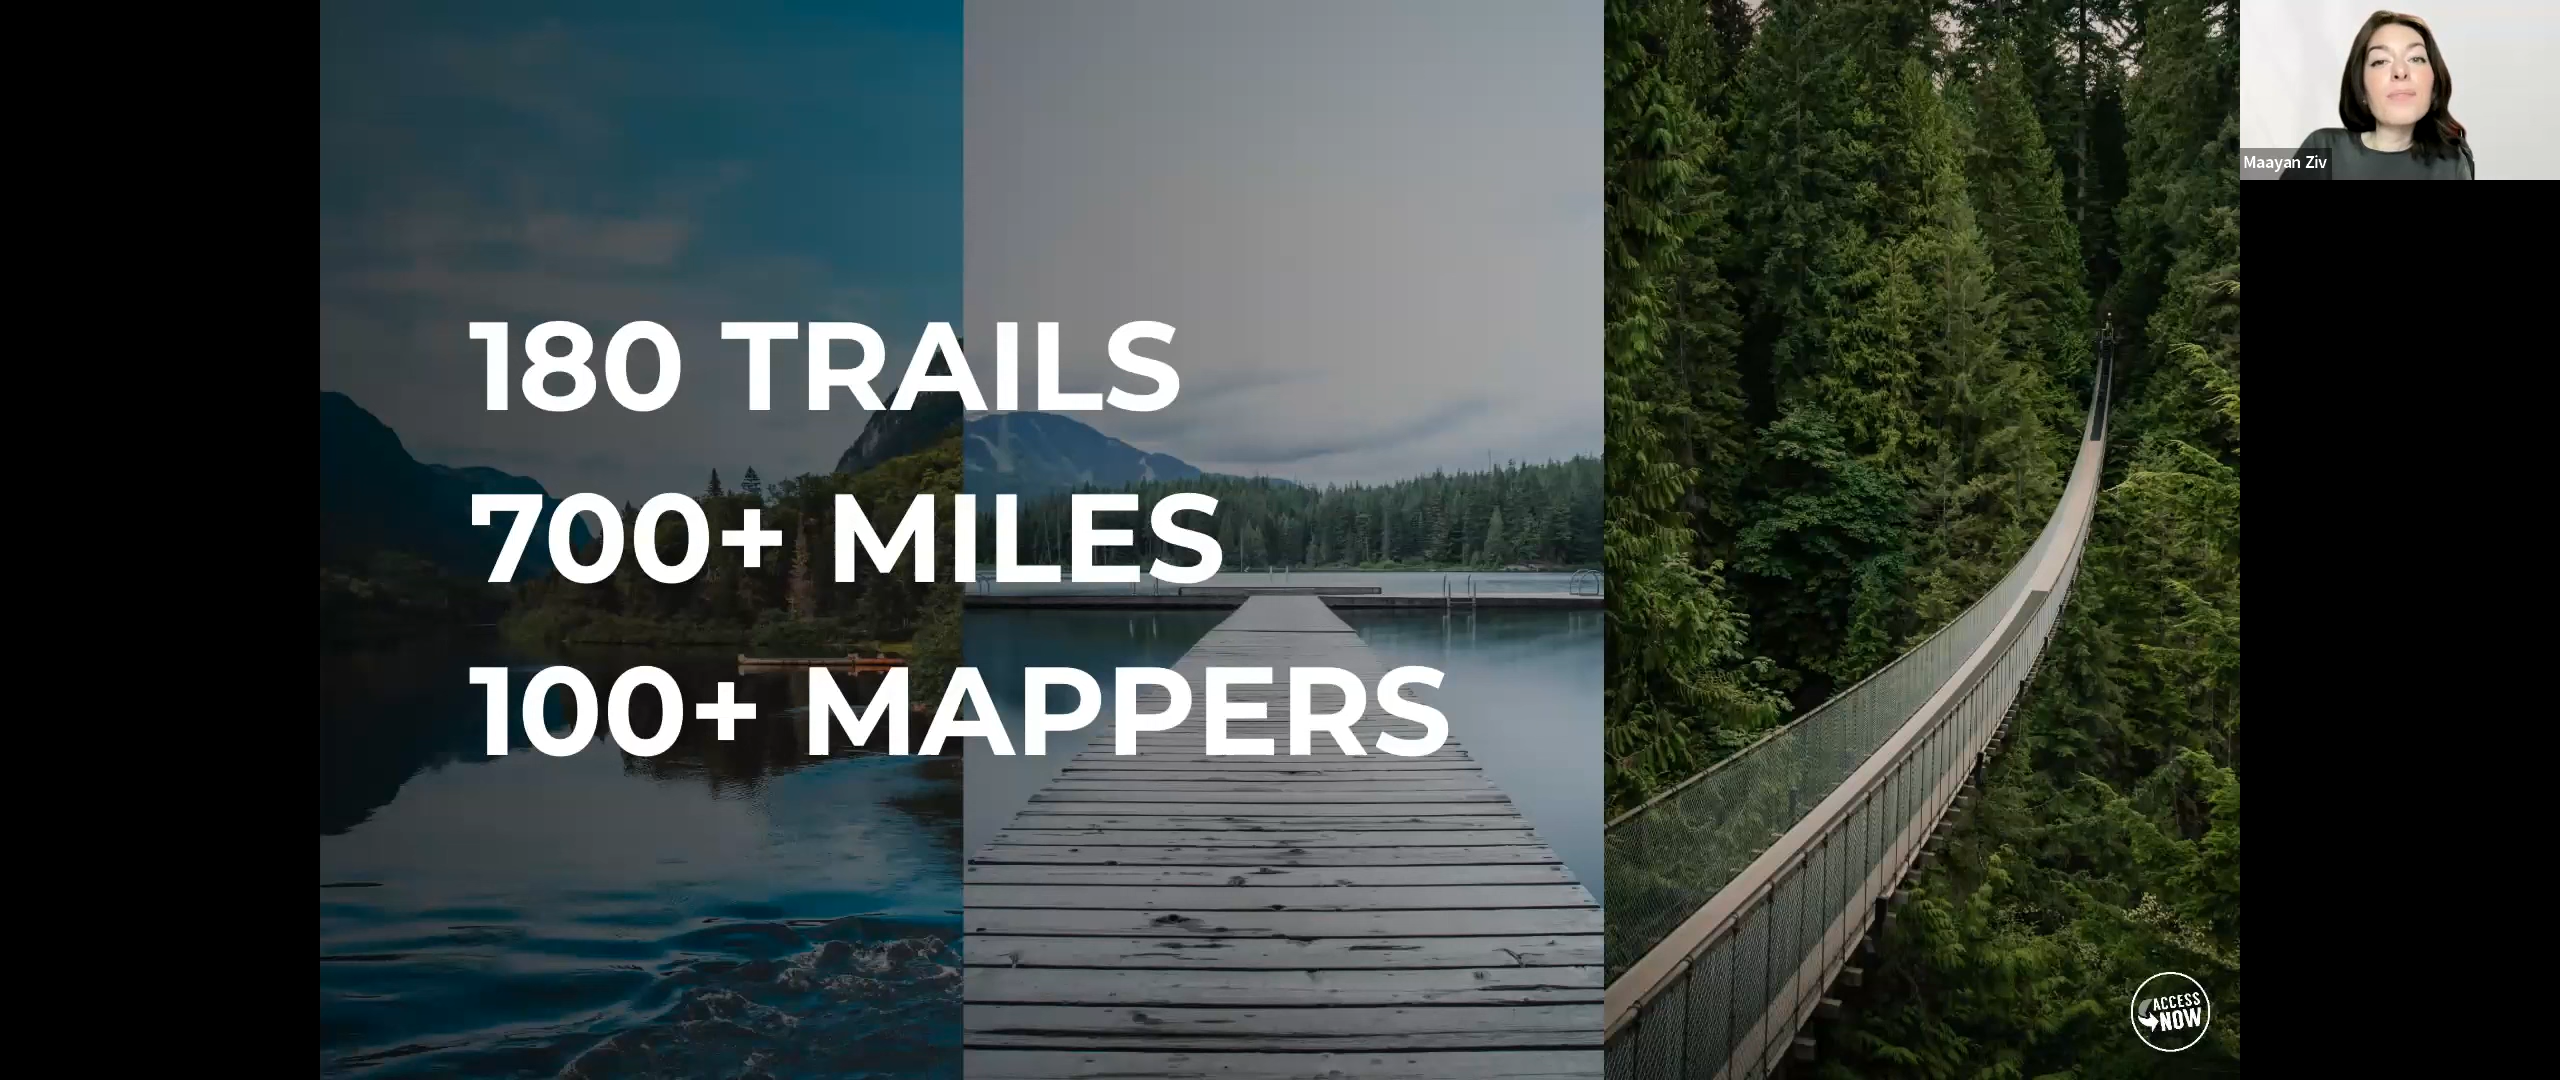 180 TRAILS
700+ MILES
100+ MAPPERS
Maayan Ziv
ACCESS
NOW